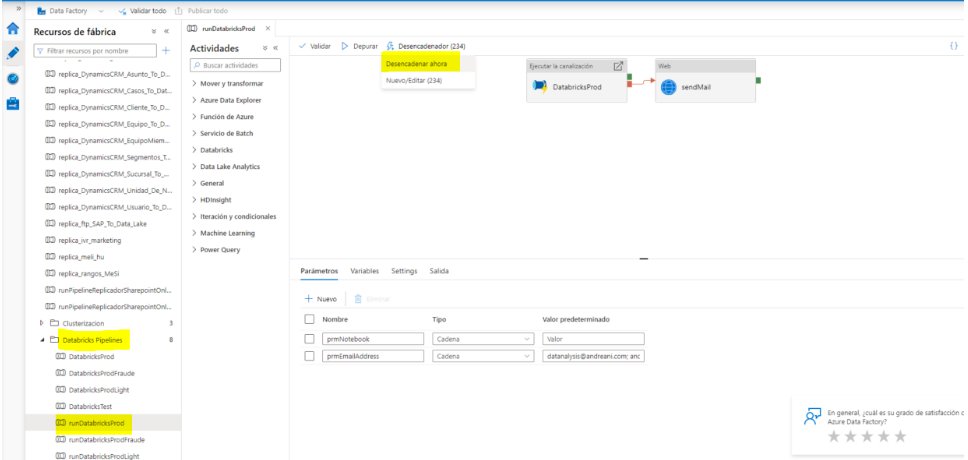 »
Data Factory
Validar todo
Publicar todo
Recursos de fábrica
Filtrar recursos por nombre
replica_DynamicsCRM_Asunto_To_D...
replica_DynamicsCRM_Casos_To_Dat...
replica_DynamicsCRM_Cliente_To_D...
replica_DynamicsCRM_Equipo_To_D...
replica_DynamicsCRM_EquipoMiem...
replica_DynamicsCRM_Segmentos_T...
replica_DynamicsCRM_Sucursal_To_...
replica_DynamicsCRM_Unidad_De_N...
replica_DynamicsCRM_Usuario_To_D...
replica_ftp_SAP_To_Data_Lake
replica_ivr_marketing
replica_meli_hu
replica_rangos_MeSi
runPipelineReplicadorSharepointOnl...
runPipelineReplicadorSharepointOnl...
Clusterizacion 3
Databricks Pipelines 8
DatabricksProd
DatabricksProdFraude
DatabricksProdLight
DatabricksTest
runDatabricksProd
runDatabricksProdFraude
runDatabricksProdLight
runDatabricksProd
Actividades
Buscar actividades
Mover y transformar
Azure Data Explorer
Función de Azure
Servicio de Batch
Databricks
Data Lake Analytics
General
HDInsight
Iteración y condicionales
Machine Learning
Power Query
Validar
Depurar
Desencadenador (234)
{}
Desencadenar ahora
Nuevo/Editar (234)
Ejecutar la canalización
DatabricksProd
Web
sendMail
Parámetros Variables Settings Salida
Nuevo
Eliminar
Nombre Tipo Valor predeterminado
prmNotebook Cadena Valor
prmEmailAddress Cadena datanalysis@andreani.com; anc
En general, ¿cuál es su grado de satisfacción c
Azure Data Factory?